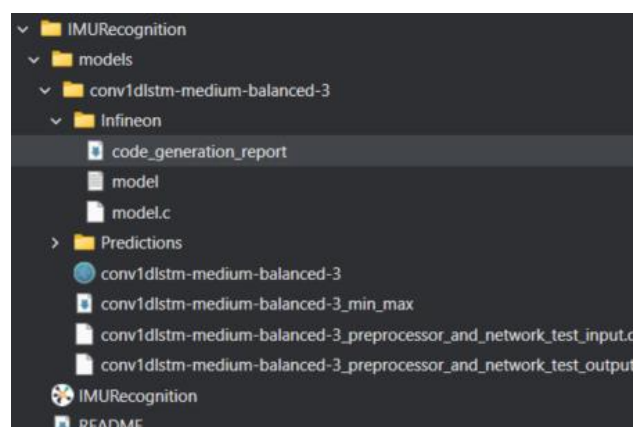 IMURecognition
models
conv1dlstm-medium-balanced-3
Infineon
code_generation_report
model
model.c
Predictions
conv1dlstm-medium-balanced-3
conv1dlstm-medium-balanced-3_min_max
conv1dlstm-medium-balanced-3_preprocessor_and_network_test_input.c
conv1dlstm-medium-balanced-3_preprocessor_and_network_test_output
IMURecognition
README